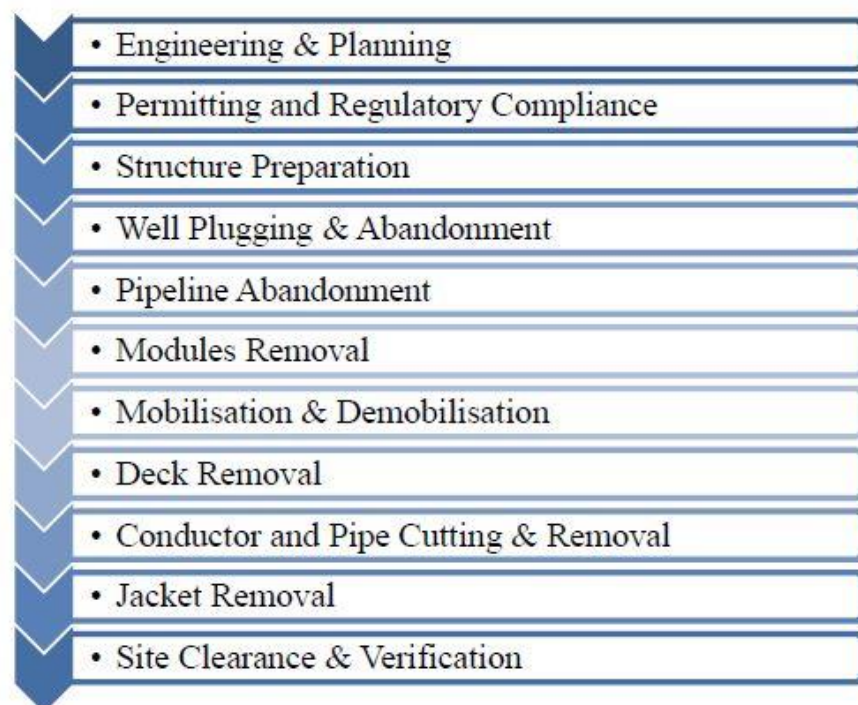 • Engineering & Planning
• Permitting and Regulatory Compliance
• Structure Preparation
• Well Plugging & Abandonment
• Pipeline Abandonment
• Modules Removal
• Mobilisation & Demobilisation
• Deck Removal
• Conductor and Pipe Cutting & Removal
• Jacket Removal
• Site Clearance & Verification